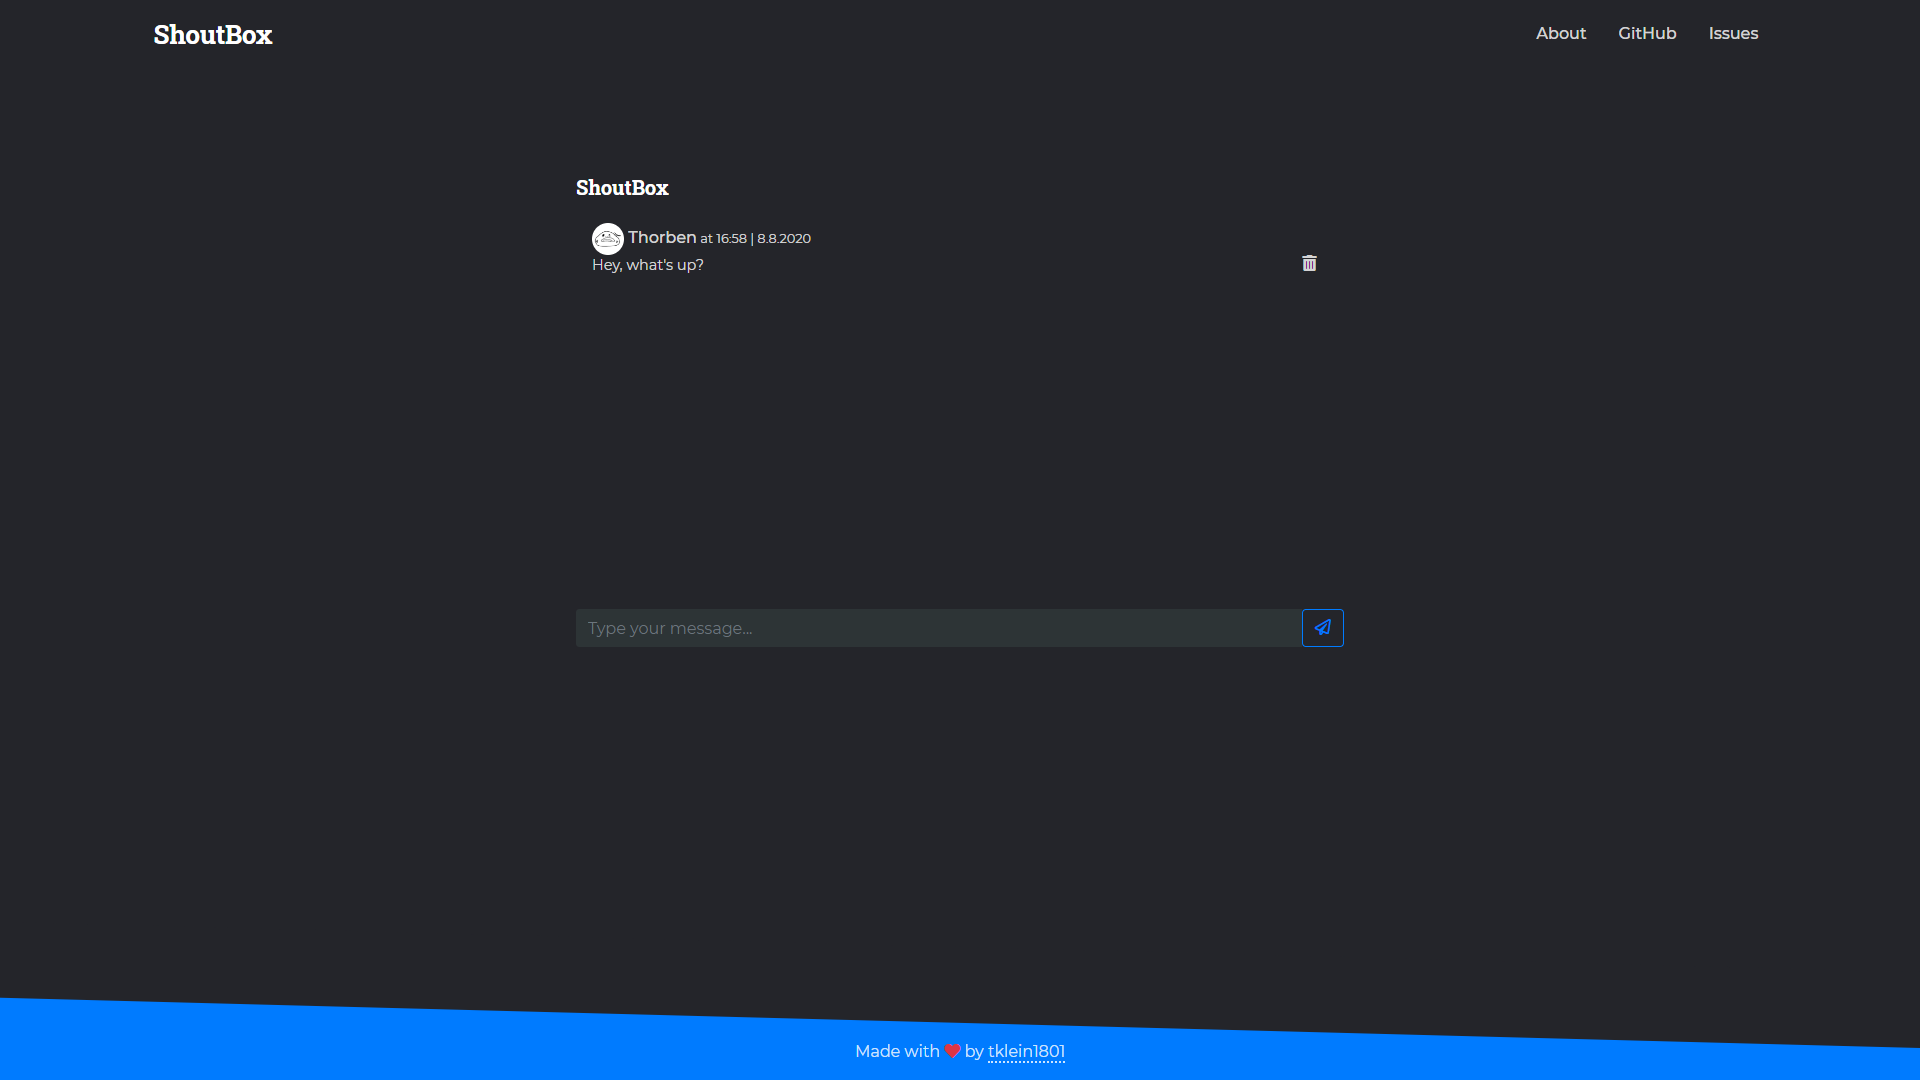 ShoutBox
About GitHub Issues
ShoutBox
Thorben at 16:58 | 8.8.2020
Hey, what's up?
Type your message...
Made with ❤ by tklein1801